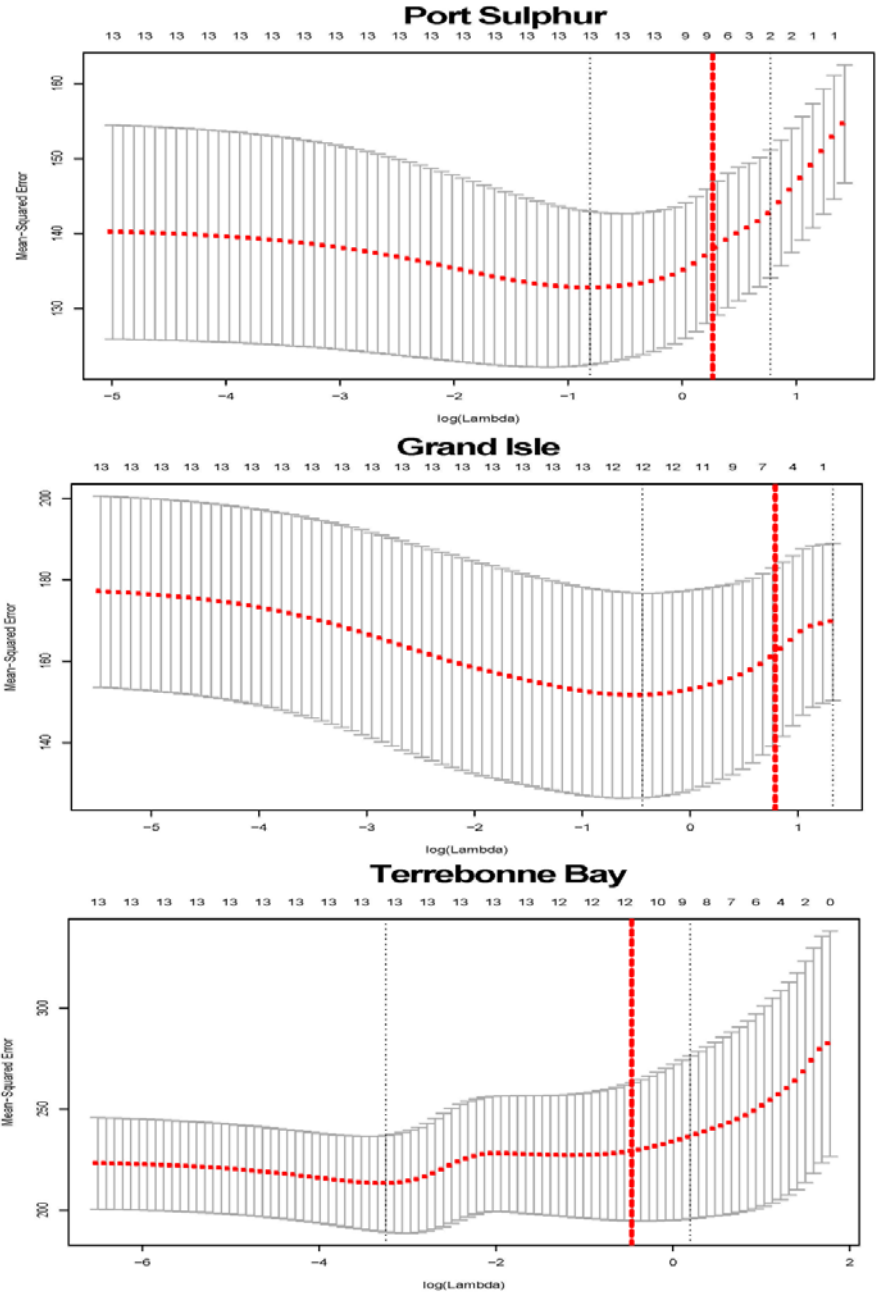 Port Sulphur
13 13 13 13 13 13 13 13 13 13 13 13 13 13 13 13 13 13 9 9 6 3 2 2 1 1
160
150
140
130
Mean-Squared Error
-5 -4 -3 -2 -1 0 1
log(Lambda)
Grand Isle
13 13 13 13 13 13 13 13 13 13 13 13 13 13 13 13 12 12 12 11 9 7 4 1
200
180
160
140
Mean-Squared Error
-5 -4 -3 -2 -1 0 1
log(Lambda)
Terrebonne Bay
13 13 13 13 13 13 13 13 13 13 13 13 13 13 12 12 12 10 9 8 7 6 4 2 0
300
250
200
Mean-Squared Error
-6 -4 -2 0 2
log(Lambda)